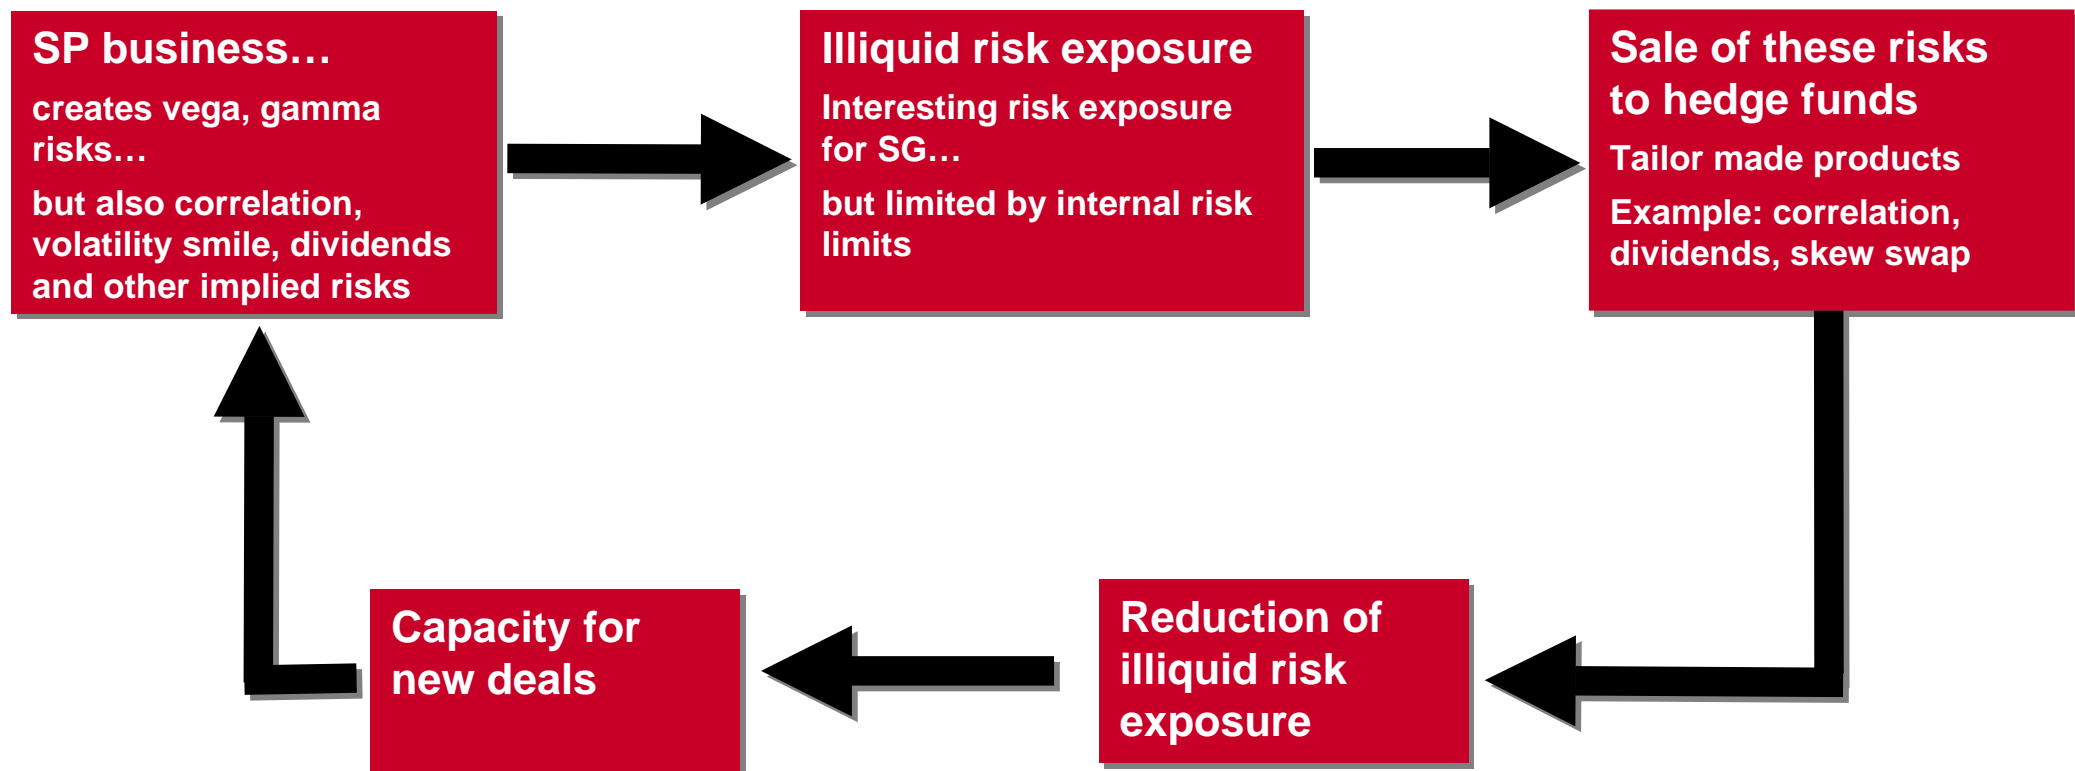 SP business…
creates vega, gamma
risks…
but also correlation,
volatility smile, dividends
and other implied risks
Illiquid risk exposure
Interesting risk exposure
for SG…
but limited by internal risk
limits
Sale of these risks
to hedge funds
Tailor made products
Example: correlation,
dividends, skew swap
Reduction of
illiquid risk
exposure
Capacity for
new deals